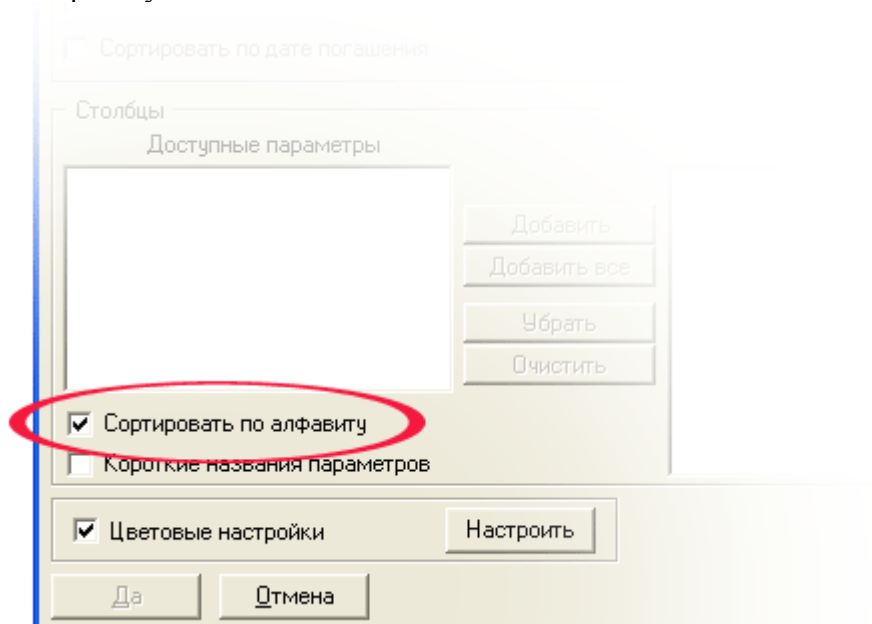 Сортировать по дате погашения
Столбцы
Доступные параметры
Добавить
Добавить все
Убрать
Очистить
Сортировать по алфавиту
Короткие названия параметров
Цветовые настройки
Настроить
Да
Отмена